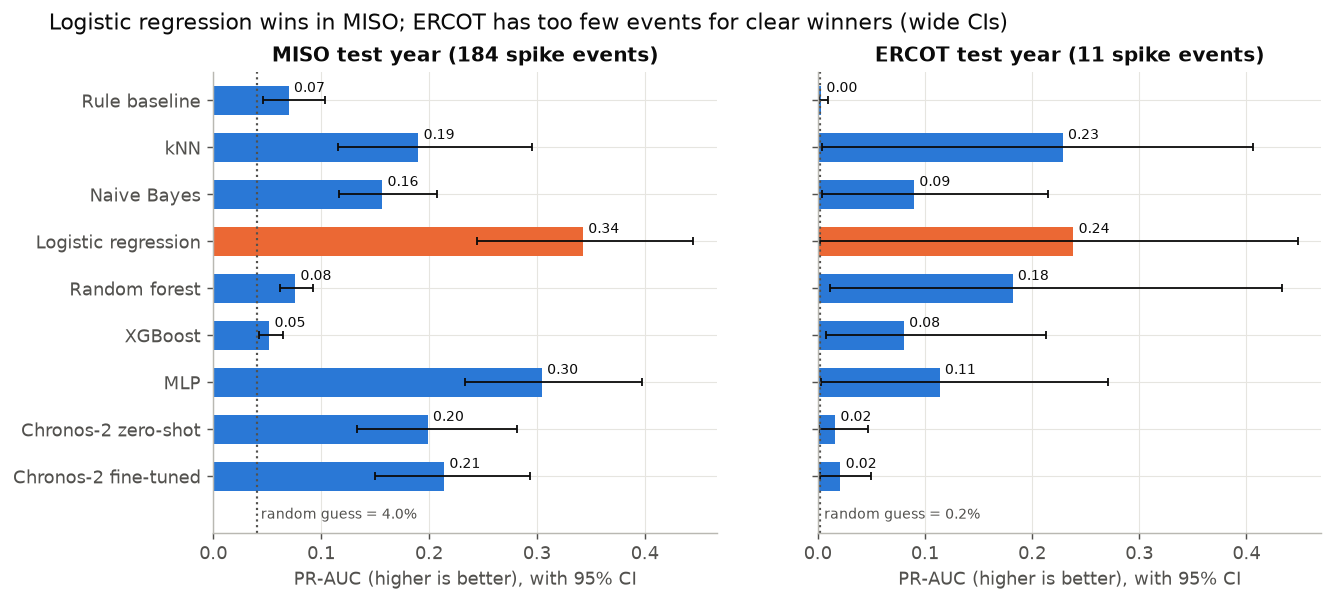 Logistic regression wins in MISO; ERCOT has too few events for clear winners (wide CIs)
MISO test year (184 spike events)
Rule baseline
kNN
Naive Bayes
Logistic regression
Random forest
XGBoost
MLP
Chronos-2 zero-shot
Chronos-2 fine-tuned
0.07
0.19
0.16
0.34
0.08
0.05
0.30
0.20
0.21
random guess = 4.0%
0.0 0.1 0.2 0.3 0.4
PR-AUC (higher is better), with 95% CI
ERCOT test year (11 spike events)
0.00
0.23
0.09
0.24
0.18
0.08
0.11
0.02
0.02
random guess = 0.2%
0.0 0.1 0.2 0.3 0.4
PR-AUC (higher is better), with 95% CI